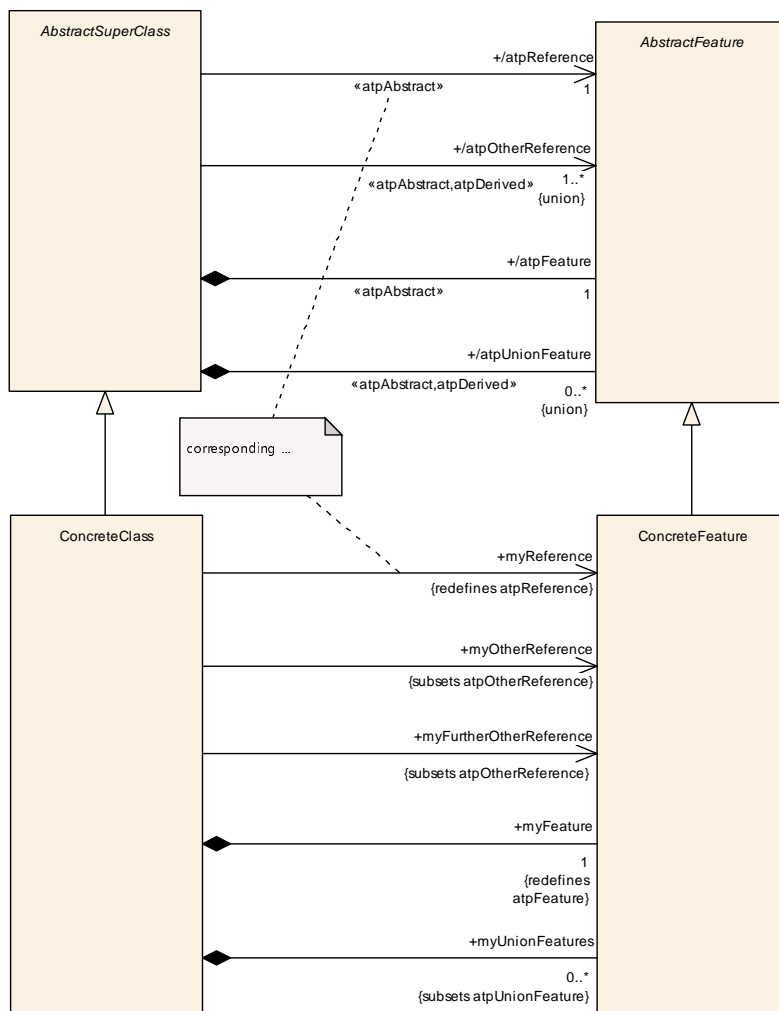 AbstractSuperClass
AbstractFeature
+/atpReference
«atpAbstract»
1
+/atpOtherReference
«atpAbstract,atpDerived»
1..*
{union}
+/atpFeature
«atpAbstract»
1
+/atpUnionFeature
«atpAbstract,atpDerived»
0..*
{union}
corresponding ...
ConcreteClass
ConcreteFeature
+myReference
{redefines atpReference}
+myOtherReference
{subsets atpOtherReference}
+myFurtherOtherReference
{subsets atpOtherReference}
+myFeature
1
{redefines
atpFeature}
+myUnionFeatures
0..*
{subsets atpUnionFeature}